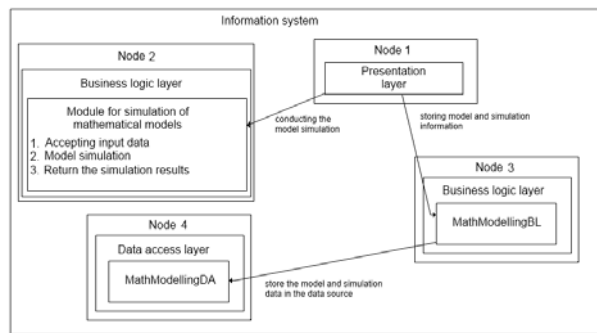 Information system
Node 2
Business logic layer
Module for simulation of
mathematical models
1. Accepting input data
2. Model simulation
3. Return the simulation results
Node 1
Presentation
layer
conducting the
model simulation
storing model and simulation
information
Node 3
Business logic layer
MathModellingBL
Node 4
Data access layer
MathModellingDA
store the model and simulation
data in the data source